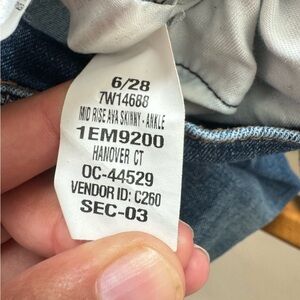 6/28
7W14688
MID RISE AVA SKINNY - ANKLE
1EM9200
HANOVER CT
OC-44529
VENDOR ID: C260
SEC-03